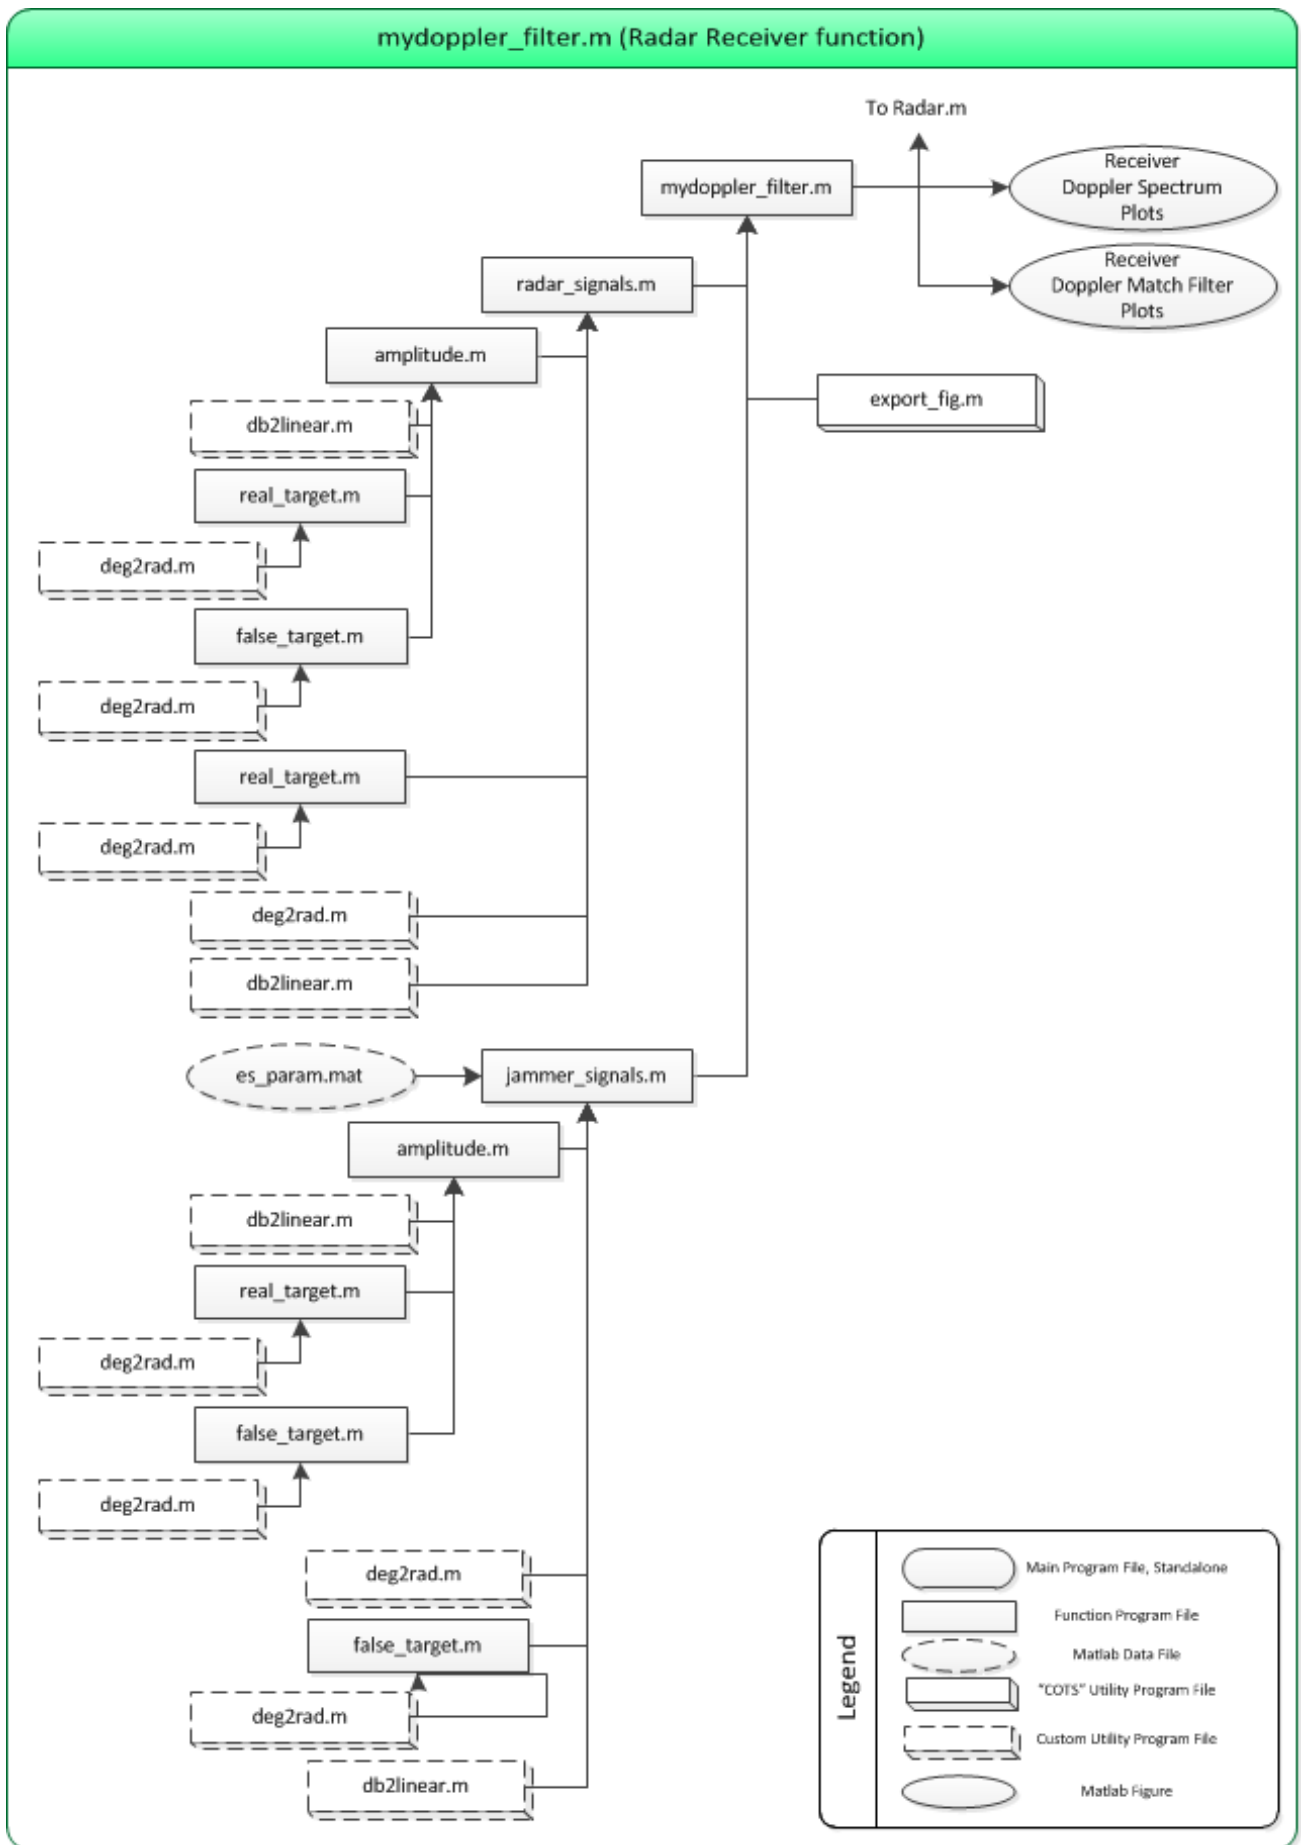 mydoppler_filter.m (Radar Receiver function)
To Radar.m
mydoppler_filter.m
Receiver
Doppler Spectrum
Plots
radar_signals.m
Receiver
Doppler Match Filter
Plots
amplitude.m
export_fig.m
db2linear.m
real_target.m
deg2rad.m
false_target.m
deg2rad.m
real_target.m
deg2rad.m
deg2rad.m
db2linear.m
es_param.mat
jammer_signals.m
amplitude.m
db2linear.m
real_target.m
deg2rad.m
false_target.m
deg2rad.m
deg2rad.m
false_target.m
deg2rad.m
db2linear.m
Legend
Main Program File, Standalone
Function Program File
Matlab Data File
“COTS” Utility Program File
Custom Utility Program File
Matlab Figure